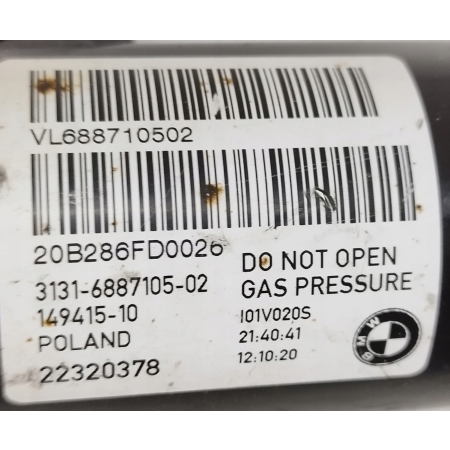 VL688710502
20B286FD0026
3131-6887105-02
149415-10
POLAND
22320378
DO NOT OPEN
GAS PRESSURE
I01V020S
21:40:41
12:10:20
BMW